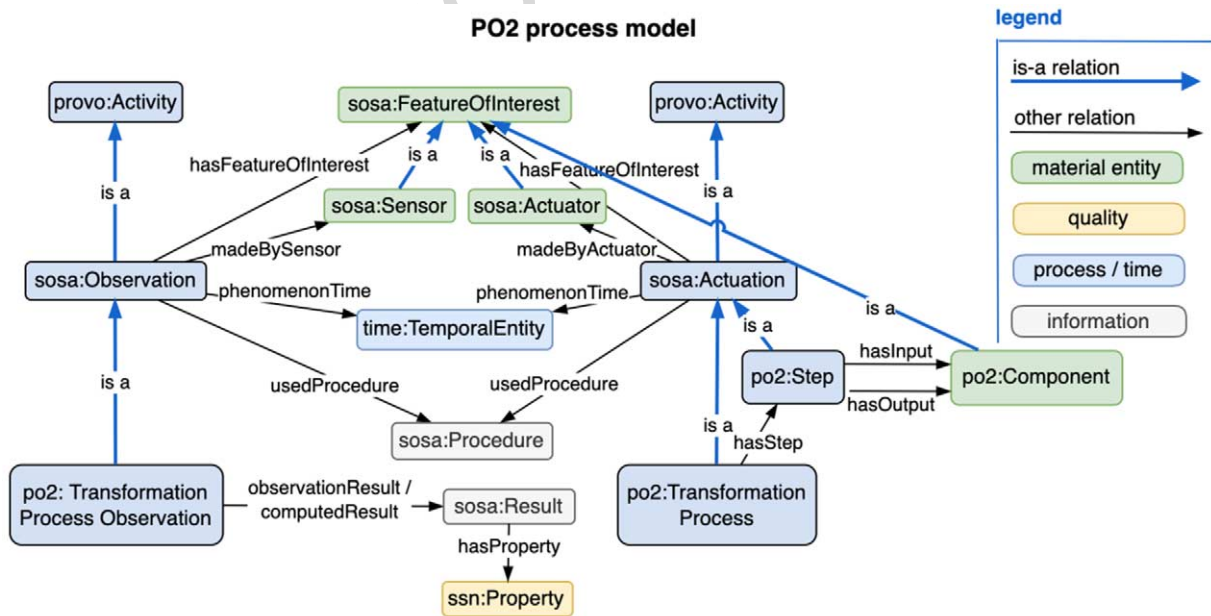 PO2 process model
legend
is-a relation
other relation
material entity
quality
process / time
information
provo:Activity
sosa:FeatureOfInterest
provo:Activity
hasFeatureOfInterest
is a
is a
hasFeatureOfInterest
is a
is a
sosa:Sensor
sosa:Actuator
madeBySensor
madeByActuator
sosa:Observation
sosa:Actuation
phenomenonTime
phenomenonTime
time:TemporalEntity
is a
is a
hasInput
po2:Step
po2:Component
hasOutput
is a
usedProcedure
usedProcedure
is a
hasStep
sosa:Procedure
po2: Transformation
Process Observation
observationResult /
computedResult
sosa:Result
po2:Transformation
Process
hasProperty
ssn:Property